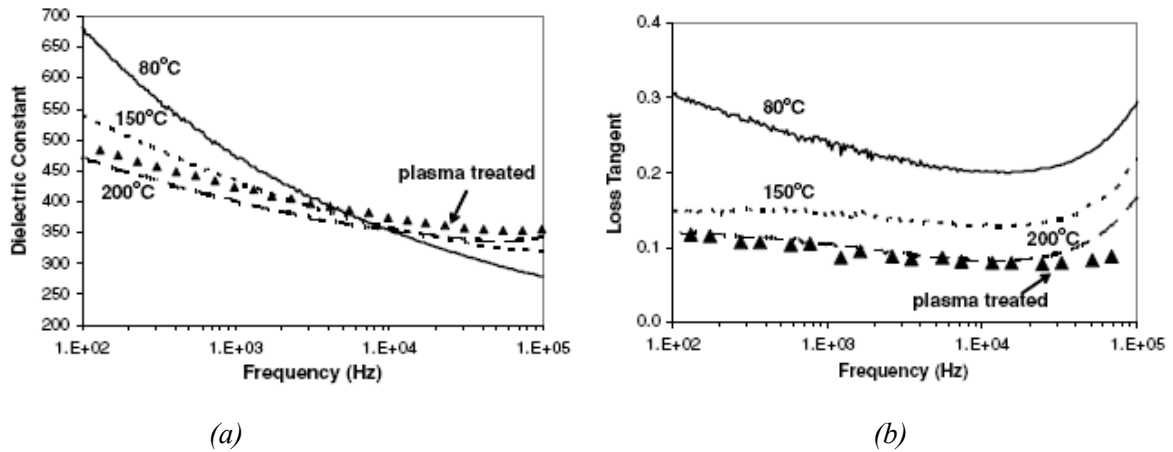 700
650
600
550
500
450
400
350
300
250
200
Dielectric Constant
80°C
150°C
200°C
plasma treated
1.E+02 1.E+03 1.E+04 1.E+05
Frequency (Hz)
(a)
0.4
0.3
0.2
0.1
0.0
Loss Tangent
80°C
150°C
200°C
plasma treated
1.E+02 1.E+03 1.E+04 1.E+05
Frequency (Hz)
(b)